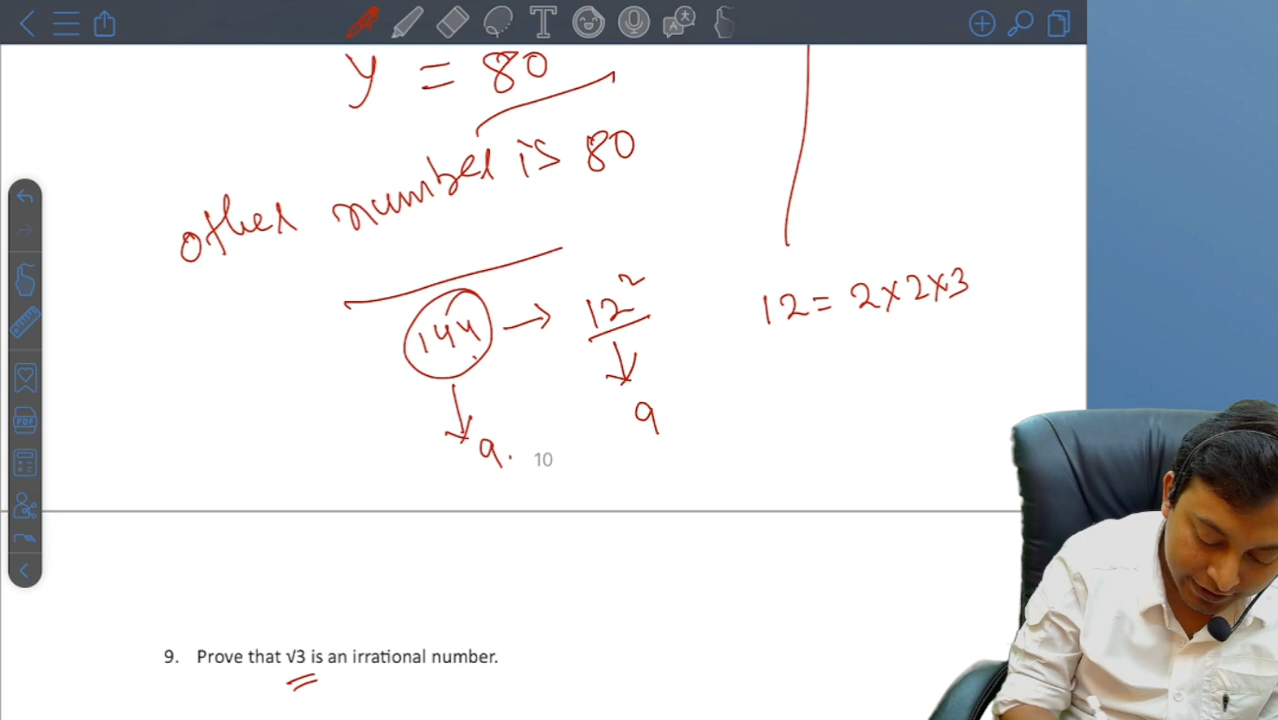 y = 80
other number is 80
144 → 12² 12 = 2×2×3
9. 9
10
9. Prove that √3 is an irrational number.